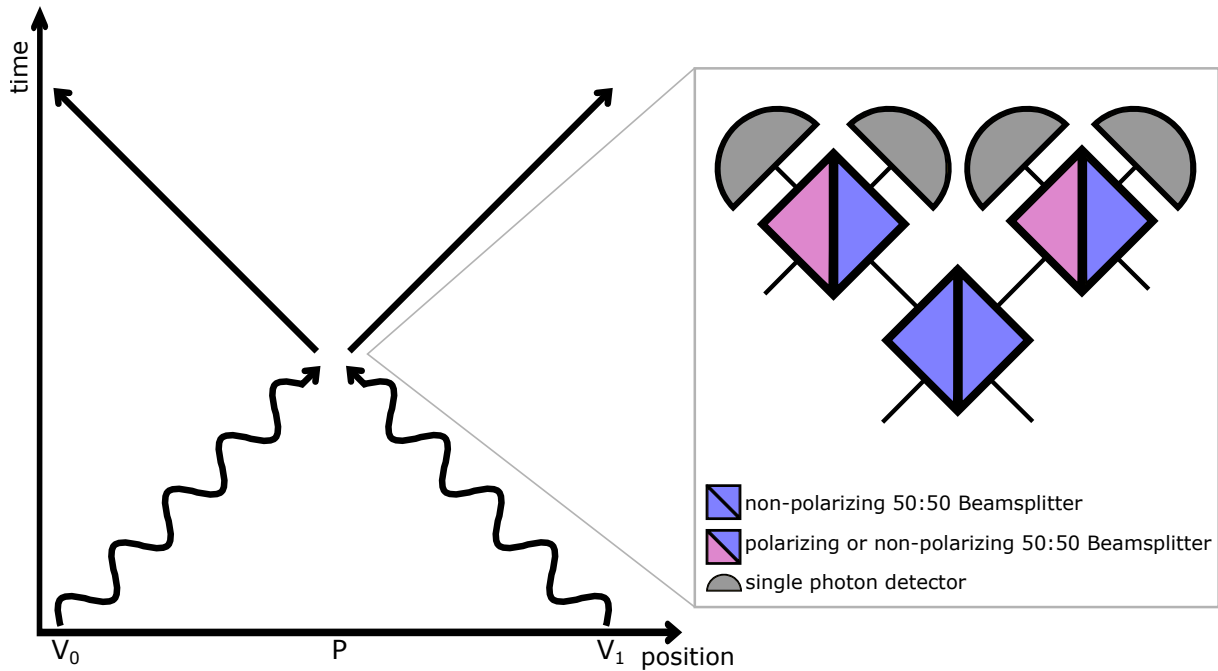 time
V₀
P
V₁
position
non-polarizing 50:50 Beamsplitter
polarizing or non-polarizing 50:50 Beamsplitter
single photon detector